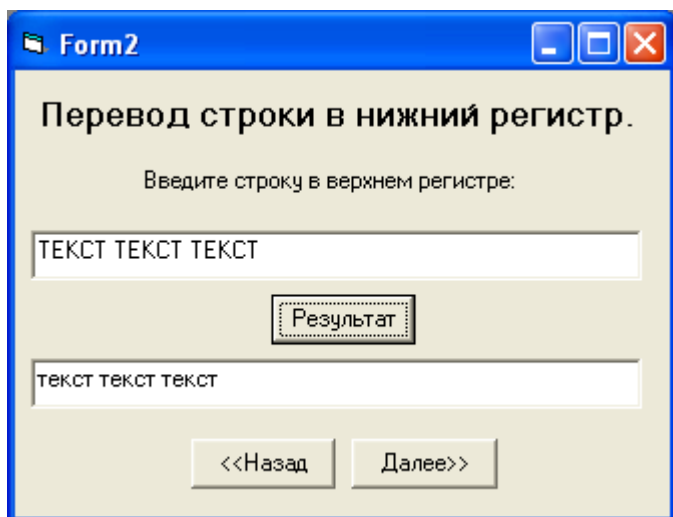 Form2
Перевод строки в нижний регистр.
Введите строку в верхнем регистре:
ТЕКСТ ТЕКСТ ТЕКСТ
Результат
текст текст текст
<<Назад Далее>>